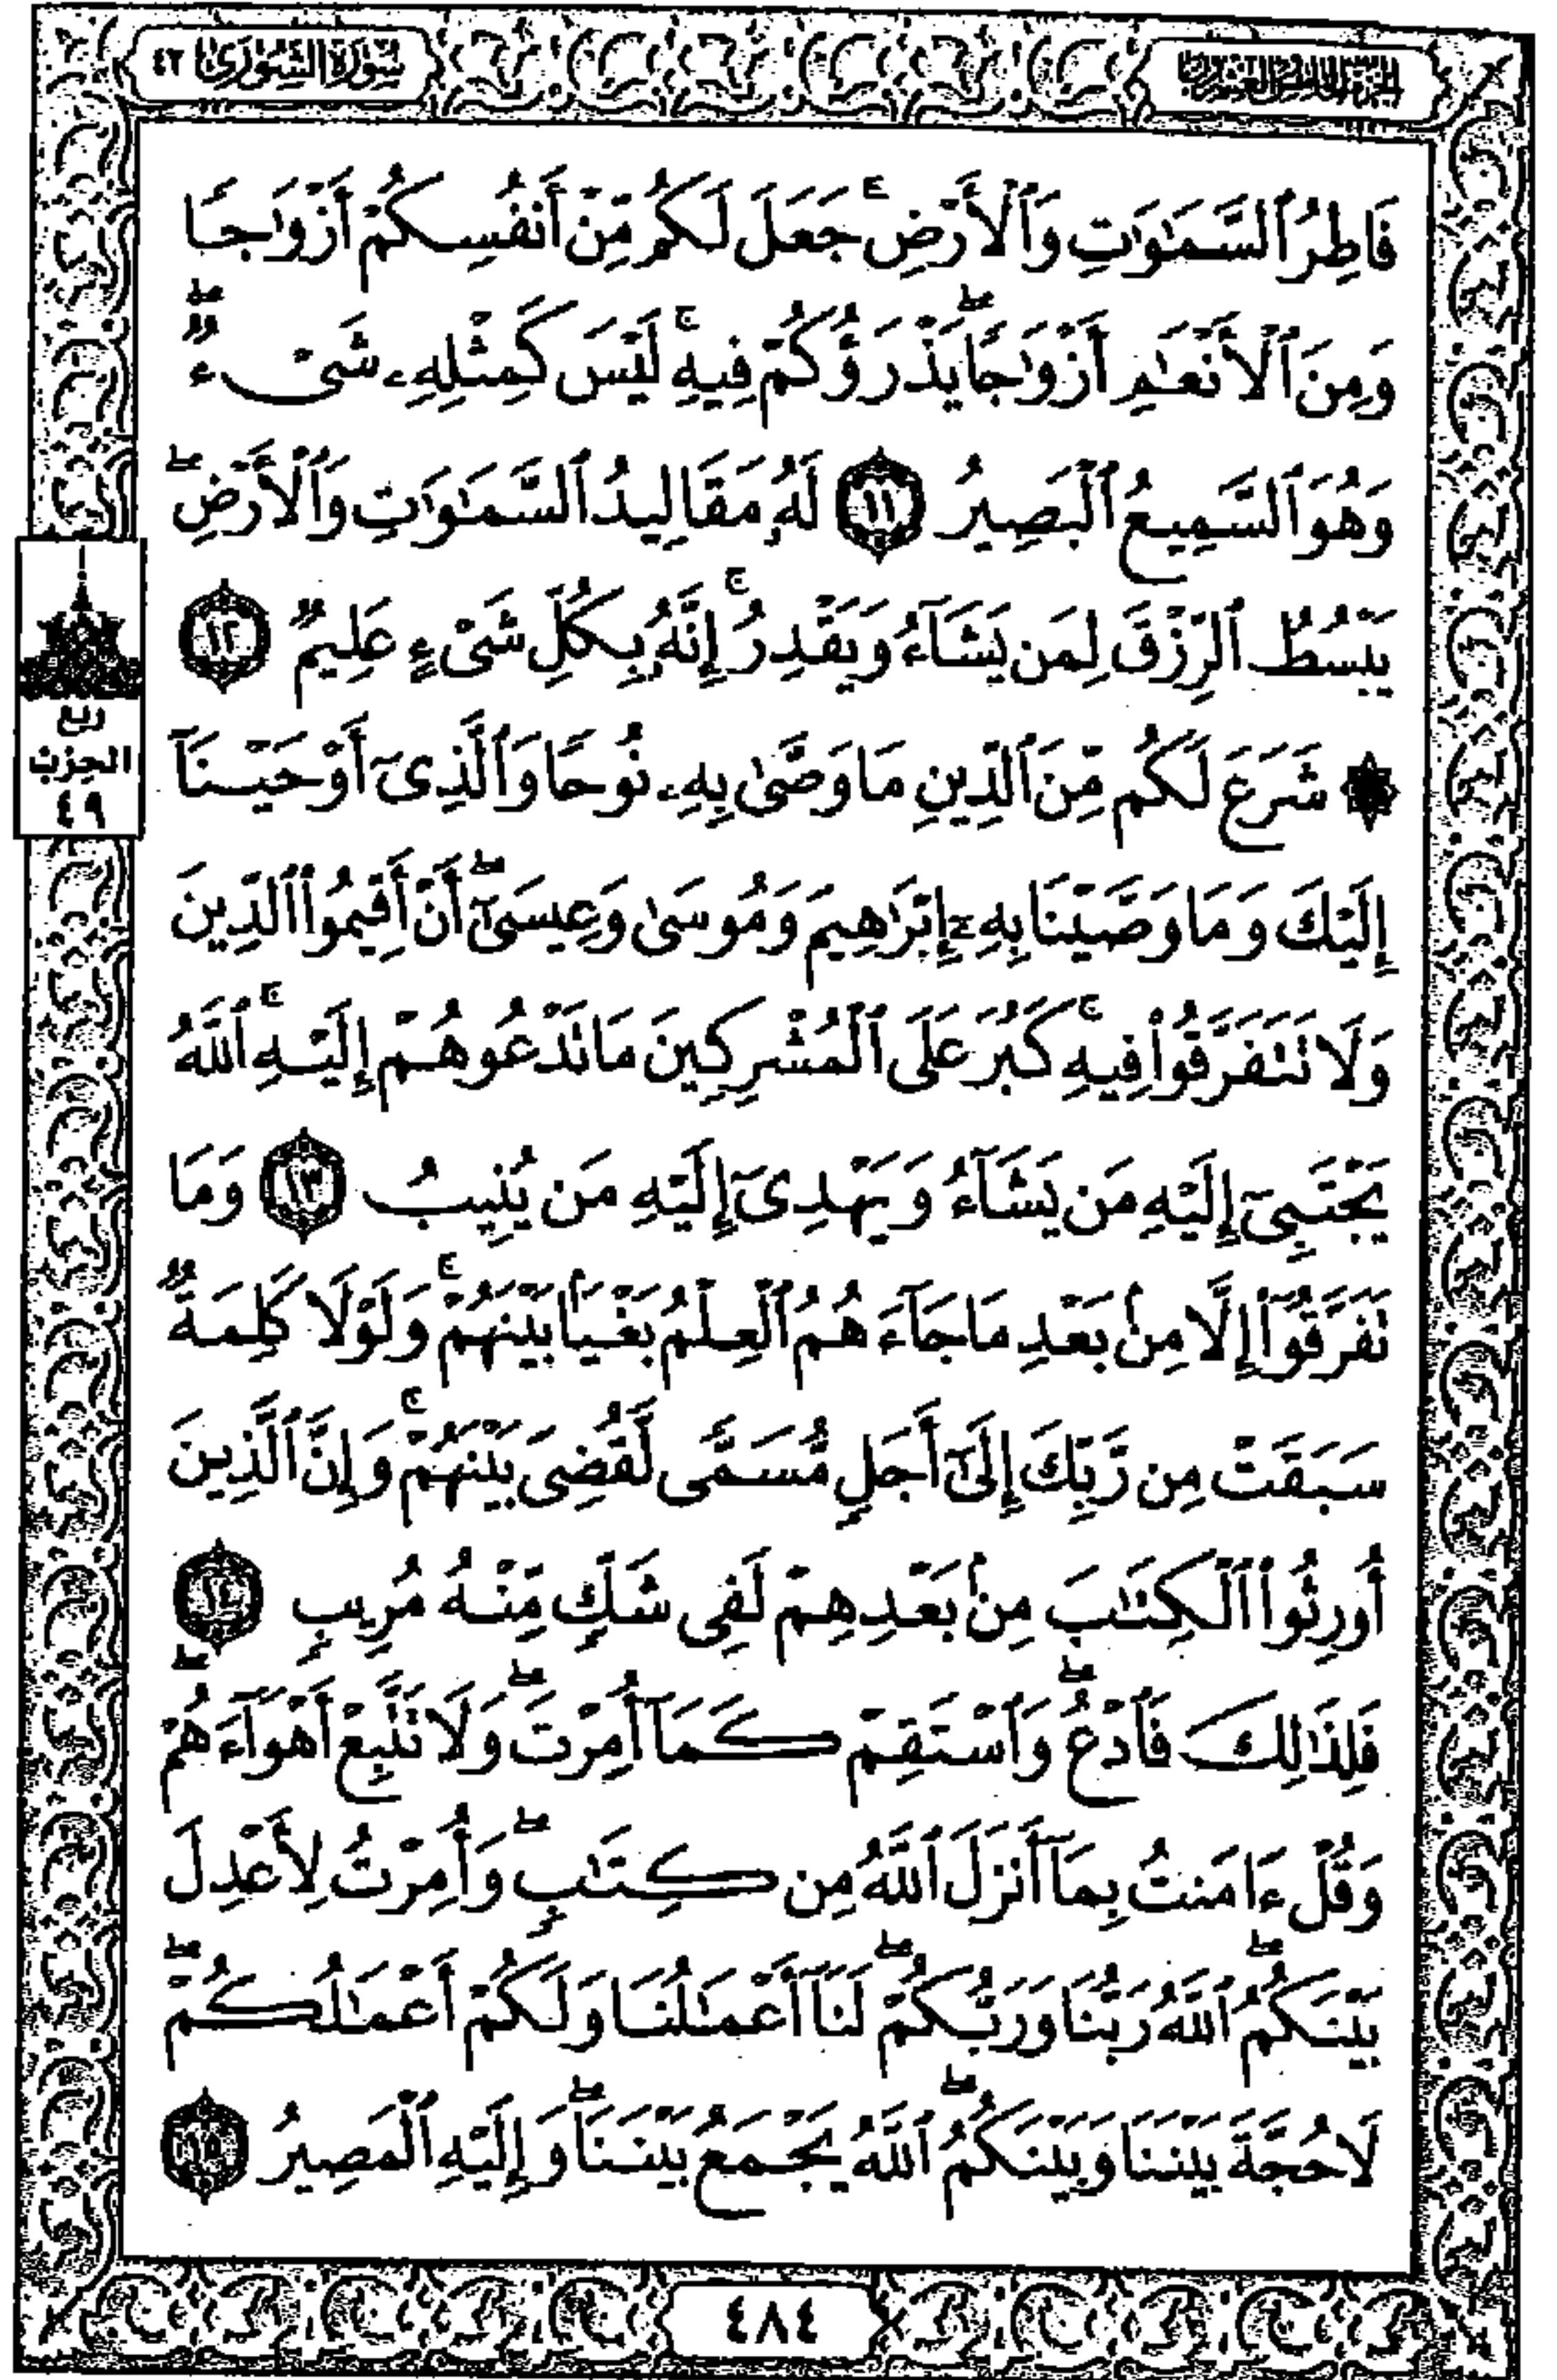 الجزء الخامس والعشرون
سورة الشورى ٤٢
فَاطِرُ ٱلسَّمَٰوَٰتِ وَٱلْأَرْضِ ۚ جَعَلَ لَكُم مِّنْ أَنفُسِكُمْ أَزْوَٰجًا
وَمِنَ ٱلْأَنْعَٰمِ أَزْوَٰجًا ۖ يَذْرَؤُكُمْ فِيهِ ۚ لَيْسَ كَمِثْلِهِۦ شَىْءٌ ۖ
وَهُوَ ٱلسَّمِيعُ ٱلْبَصِيرُ ١١ لَهُۥ مَقَالِيدُ ٱلسَّمَٰوَٰتِ وَٱلْأَرْضِ ۖ
يَبْسُطُ ٱلرِّزْقَ لِمَن يَشَآءُ وَيَقْدِرُ ۚ إِنَّهُۥ بِكُلِّ شَىْءٍ عَلِيمٌ ١٢
ربع
الحزب
٤٩
۞ شَرَعَ لَكُم مِّنَ ٱلدِّينِ مَا وَصَّىٰ بِهِۦ نُوحًا وَٱلَّذِىٓ أَوْحَيْنَآ
إِلَيْكَ وَمَا وَصَّيْنَا بِهِۦٓ إِبْرَٰهِيمَ وَمُوسَىٰ وَعِيسَىٰٓ ۖ أَنْ أَقِيمُوا۟ ٱلدِّينَ
وَلَا تَتَفَرَّقُوا۟ فِيهِ ۚ كَبُرَ عَلَى ٱلْمُشْرِكِينَ مَا تَدْعُوهُمْ إِلَيْهِ ۚ ٱللَّهُ
يَجْتَبِىٓ إِلَيْهِ مَن يَشَآءُ وَيَهْدِىٓ إِلَيْهِ مَن يُنِيبُ ١٣ وَمَا
تَفَرَّقُوٓا۟ إِلَّا مِنۢ بَعْدِ مَا جَآءَهُمُ ٱلْعِلْمُ بَغْيًۢا بَيْنَهُمْ ۚ وَلَوْلَا كَلِمَةٌ
سَبَقَتْ مِن رَّبِّكَ إِلَىٰٓ أَجَلٍ مُّسَمًّى لَّقُضِىَ بَيْنَهُمْ ۚ وَإِنَّ ٱلَّذِينَ
أُورِثُوا۟ ٱلْكِتَٰبَ مِنۢ بَعْدِهِمْ لَفِى شَكٍّ مِّنْهُ مُرِيبٍ ١٤
فَلِذَٰلِكَ فَٱدْعُ ۖ وَٱسْتَقِمْ كَمَآ أُمِرْتَ ۖ وَلَا تَتَّبِعْ أَهْوَآءَهُمْ ۖ
وَقُلْ ءَامَنتُ بِمَآ أَنزَلَ ٱللَّهُ مِن كِتَٰبٍ ۖ وَأُمِرْتُ لِأَعْدِلَ
بَيْنَكُمُ ۖ ٱللَّهُ رَبُّنَا وَرَبُّكُمْ ۖ لَنَآ أَعْمَٰلُنَا وَلَكُمْ أَعْمَٰلُكُمْ ۖ
لَا حُجَّةَ بَيْنَنَا وَبَيْنَكُمُ ۖ ٱللَّهُ يَجْمَعُ بَيْنَنَا ۖ وَإِلَيْهِ ٱلْمَصِيرُ ١٥
٤٨٤